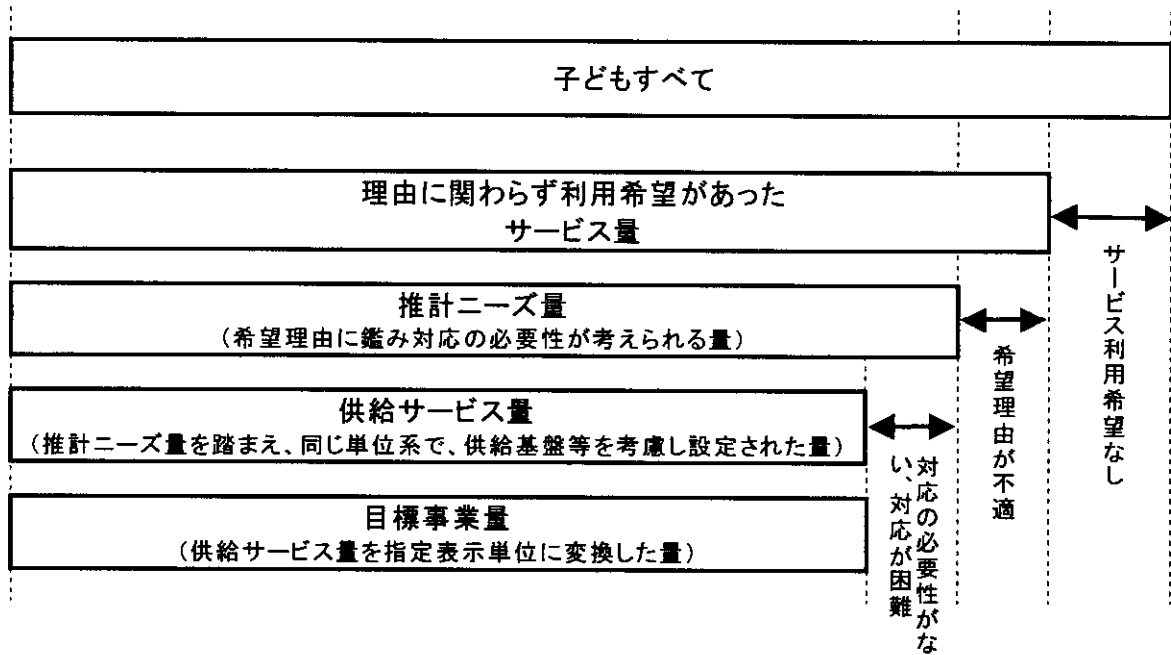 子どもすべて
理由に関わらず利用希望があった
サービス量
推計ニーズ量
（希望理由に鑑み対応の必要性が考えられる量）
供給サービス量
（推計ニーズ量を踏まえ、同じ単位系で、供給基盤等を考慮し設定された量）
目標事業量
（供給サービス量を指定表示単位に変換した量）
サービス利用希望なし
希望理由が不適
対応の必要性がな
い、対応が困難